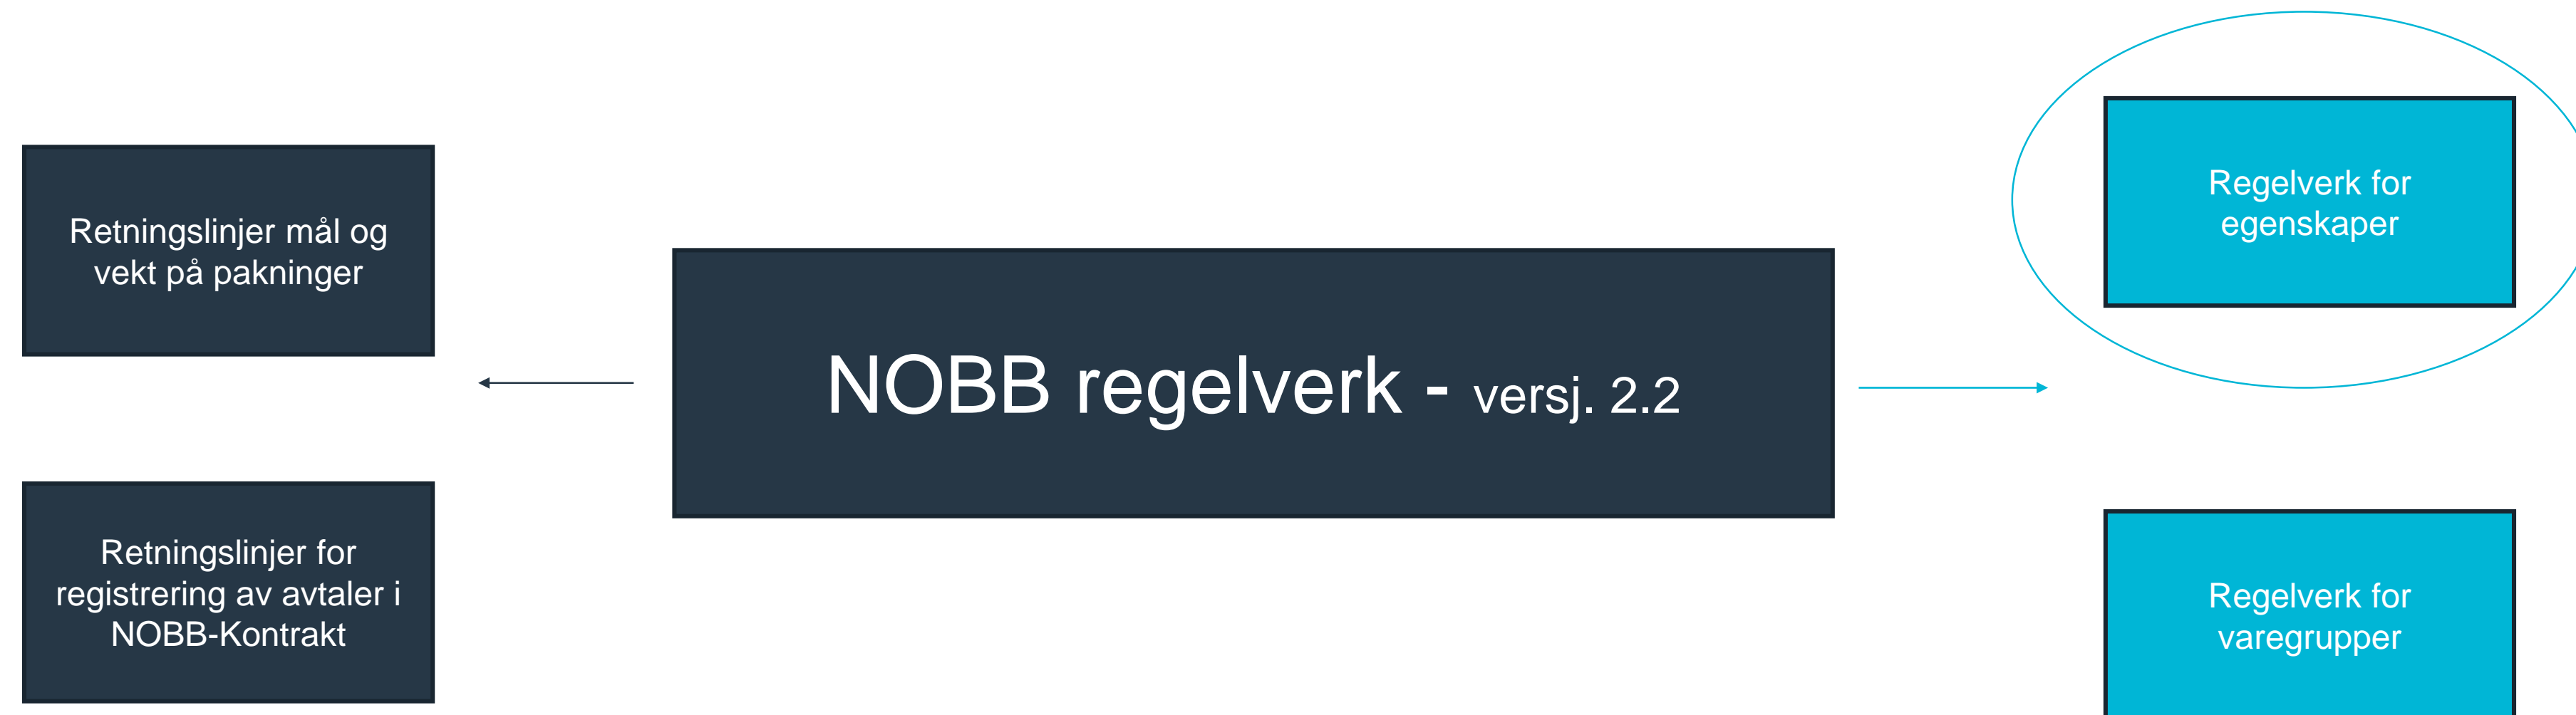 Retningslinjer mål og
vekt på pakninger
Retningslinjer for
registrering av avtaler i
NOBB-Kontrakt
NOBB regelverk - versj. 2.2
Regelverk for
egenskaper
Regelverk for
varegrupper